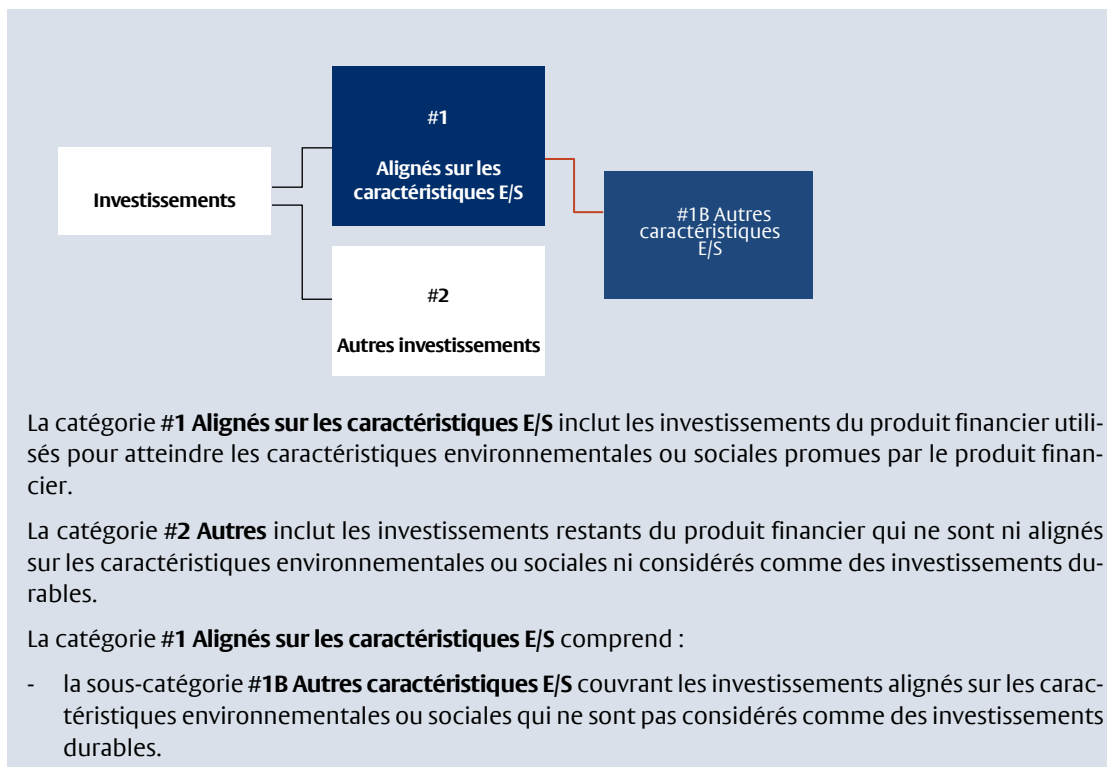 #1
Alignés sur les
caractéristiques E/S
Investissements
#1B Autres
caractéristiques
E/S
#2
Autres investissements
La catégorie #1 Alignés sur les caractéristiques E/S inclut les investissements du produit financier utili-
sés pour atteindre les caractéristiques environnementales ou sociales promues par le produit finan-
cier.
La catégorie #2 Autres inclut les investissements restants du produit financier qui ne sont ni alignés
sur les caractéristiques environnementales ou sociales ni considérés comme des investissements du-
rables.
La catégorie #1 Alignés sur les caractéristiques E/S comprend :
- la sous-catégorie #1B Autres caractéristiques E/S couvrant les investissements alignés sur les carac-
téristiques environnementales ou sociales qui ne sont pas considérés comme des investissements
durables.